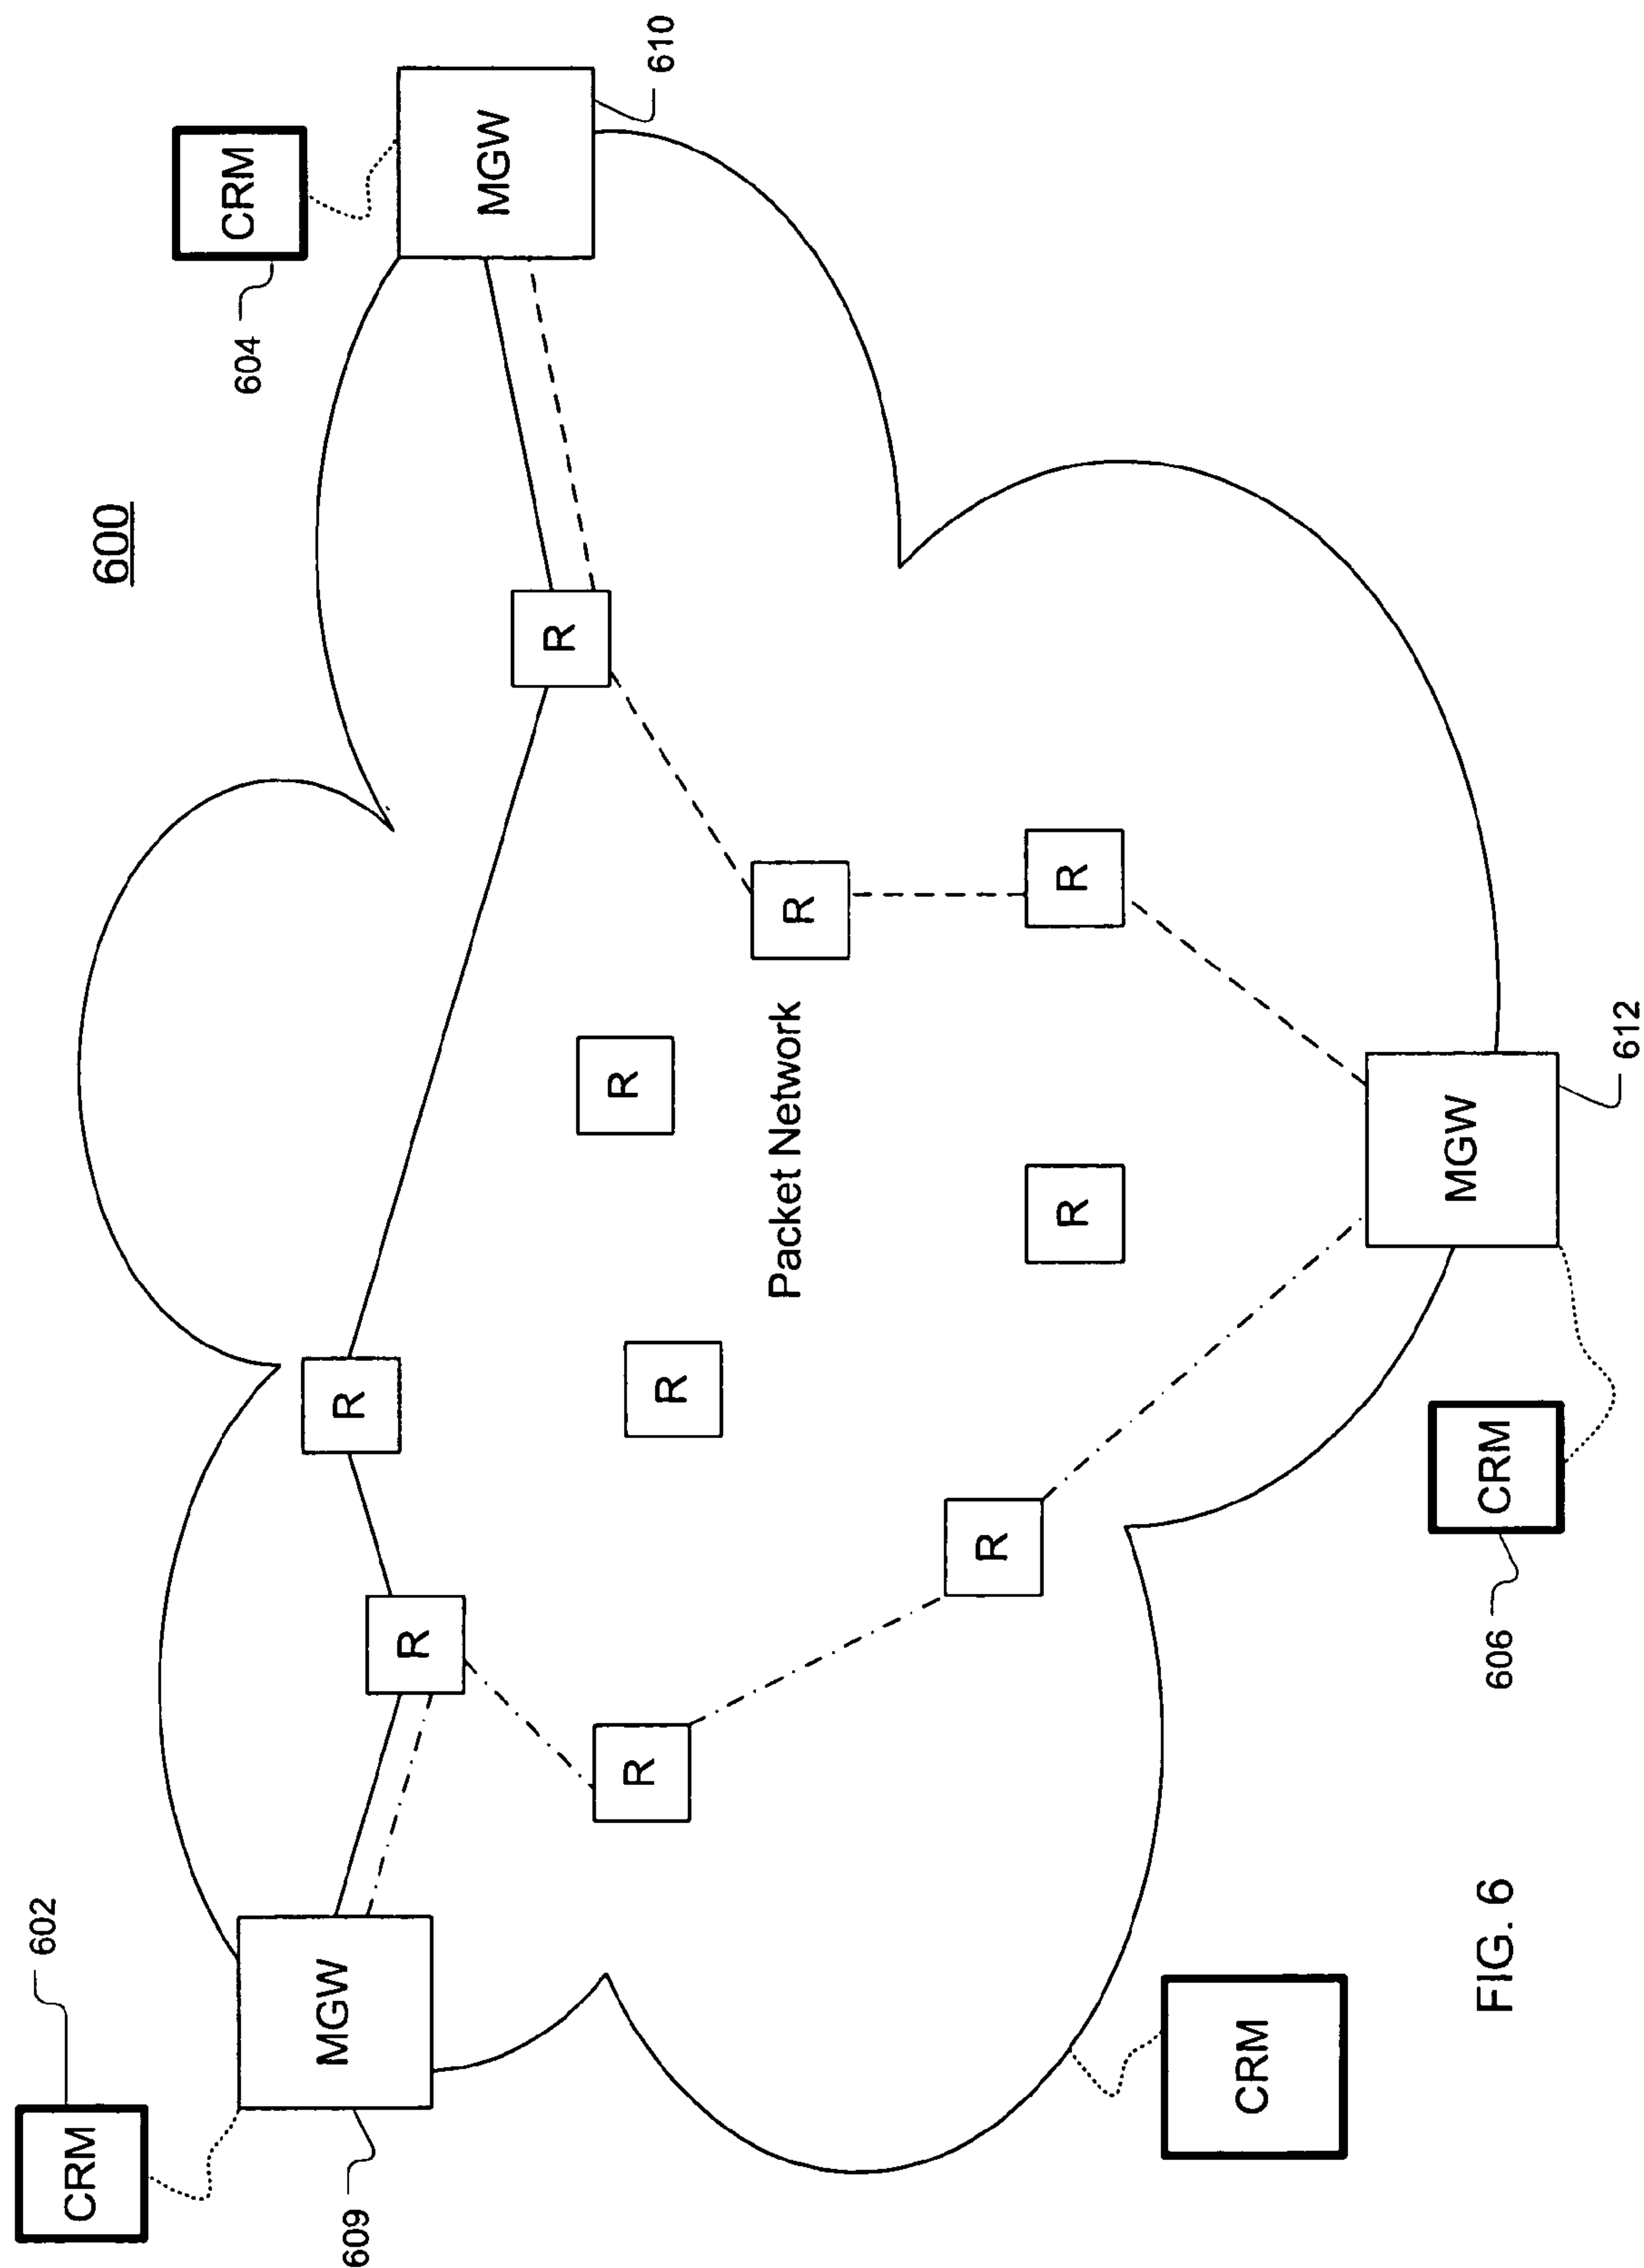 602
CRM
600
CRM
604
MGW
R
609
R
MGW
R
R
R
610
R
Packet Network
R
R
R
R
CRM
MGW
FIG. 6
606
CRM
612